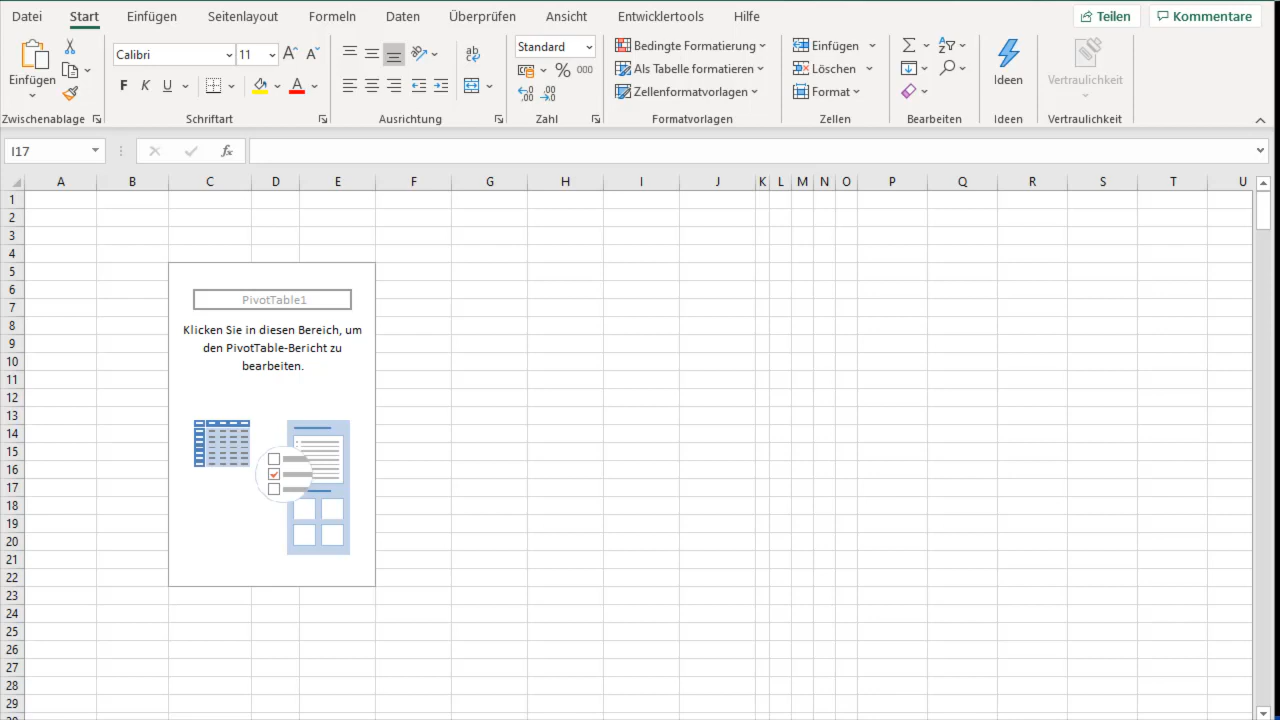 Datei Start Einfügen Seitenlayout Formeln Daten Überprüfen Ansicht Entwicklertools Hilfe Teilen Kommentare
Einfügen
Calibri 11
F K U
ab
Standard
% 000
Bedingte Formatierung
Als Tabelle formatieren
Zellenformatvorlagen
Einfügen
Löschen
Format
Ideen
Vertraulichkeit
Zwischenablage Schriftart Ausrichtung Zahl Formatvorlagen Zellen Bearbeiten Ideen Vertraulichkeit
I17 fx
A B C D E F G H I J K L M N O P Q R S T U
1
2
3
4
5
6
7
8
9
10
11
12
13
14
15
16
17
18
19
20
21
22
23
24
25
26
27
28
29
PivotTable1
Klicken Sie in diesen Bereich, um
den PivotTable-Bericht zu
bearbeiten.